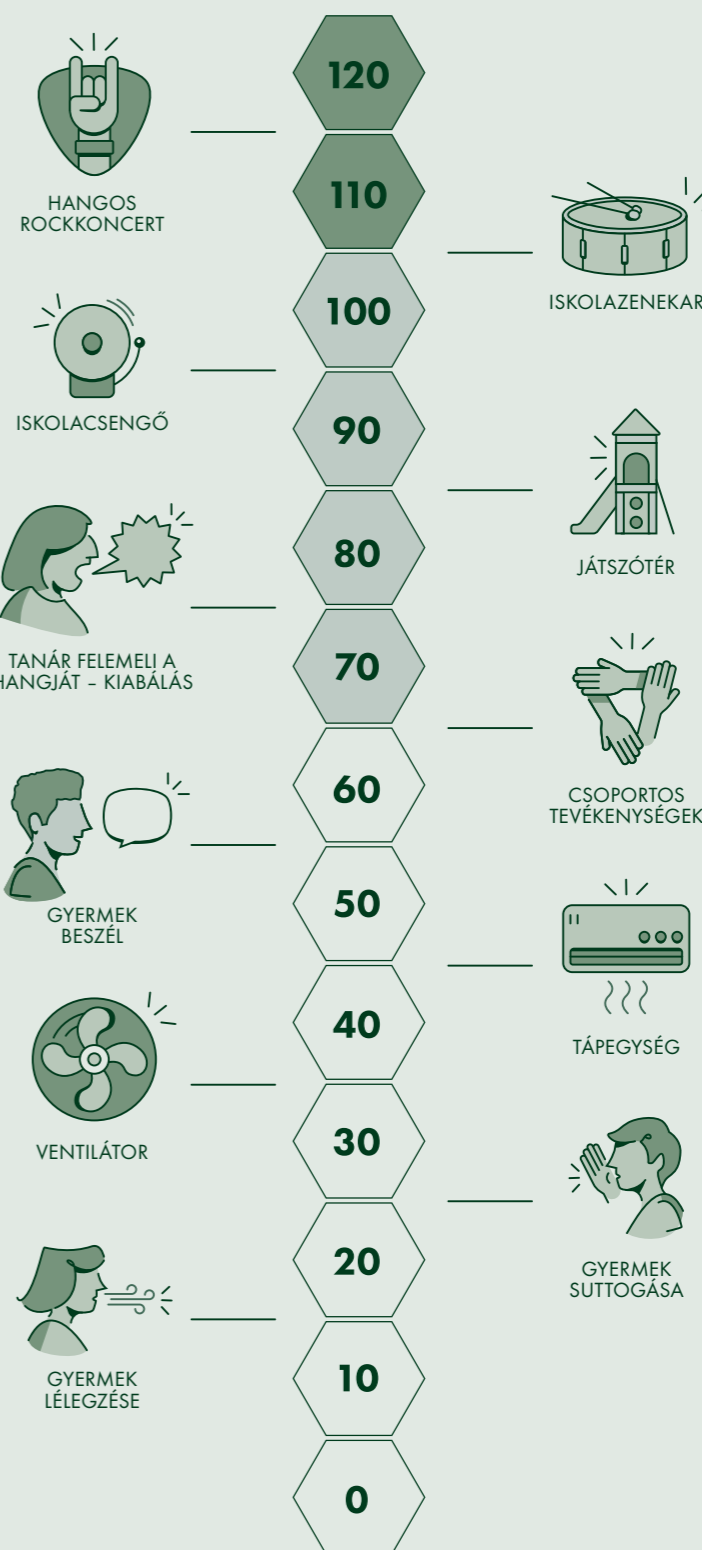 120
HANGOS
ROCKKONCERT
110
ISKOLAZENEKAR
100
ISKOLACSENGŐ
90
JÁTSZÓTÉR
80
TANÁR FELEMELI A
HANGJÁT – KIABÁLÁS
70
CSOPORTOS
TEVÉKENYSÉGEK
60
GYERMEK
BESZÉL
50
TÁPEGYSÉG
40
VENTILÁTOR
30
GYERMEK
SUTTOGÁSA
20
GYERMEK
LÉLEGZÉSE
10
0